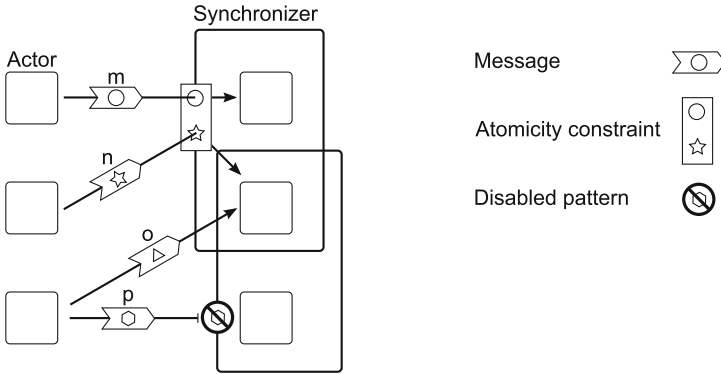 Synchronizer
Actor
m
n
o
p
Message
Atomicity constraint
Disabled pattern